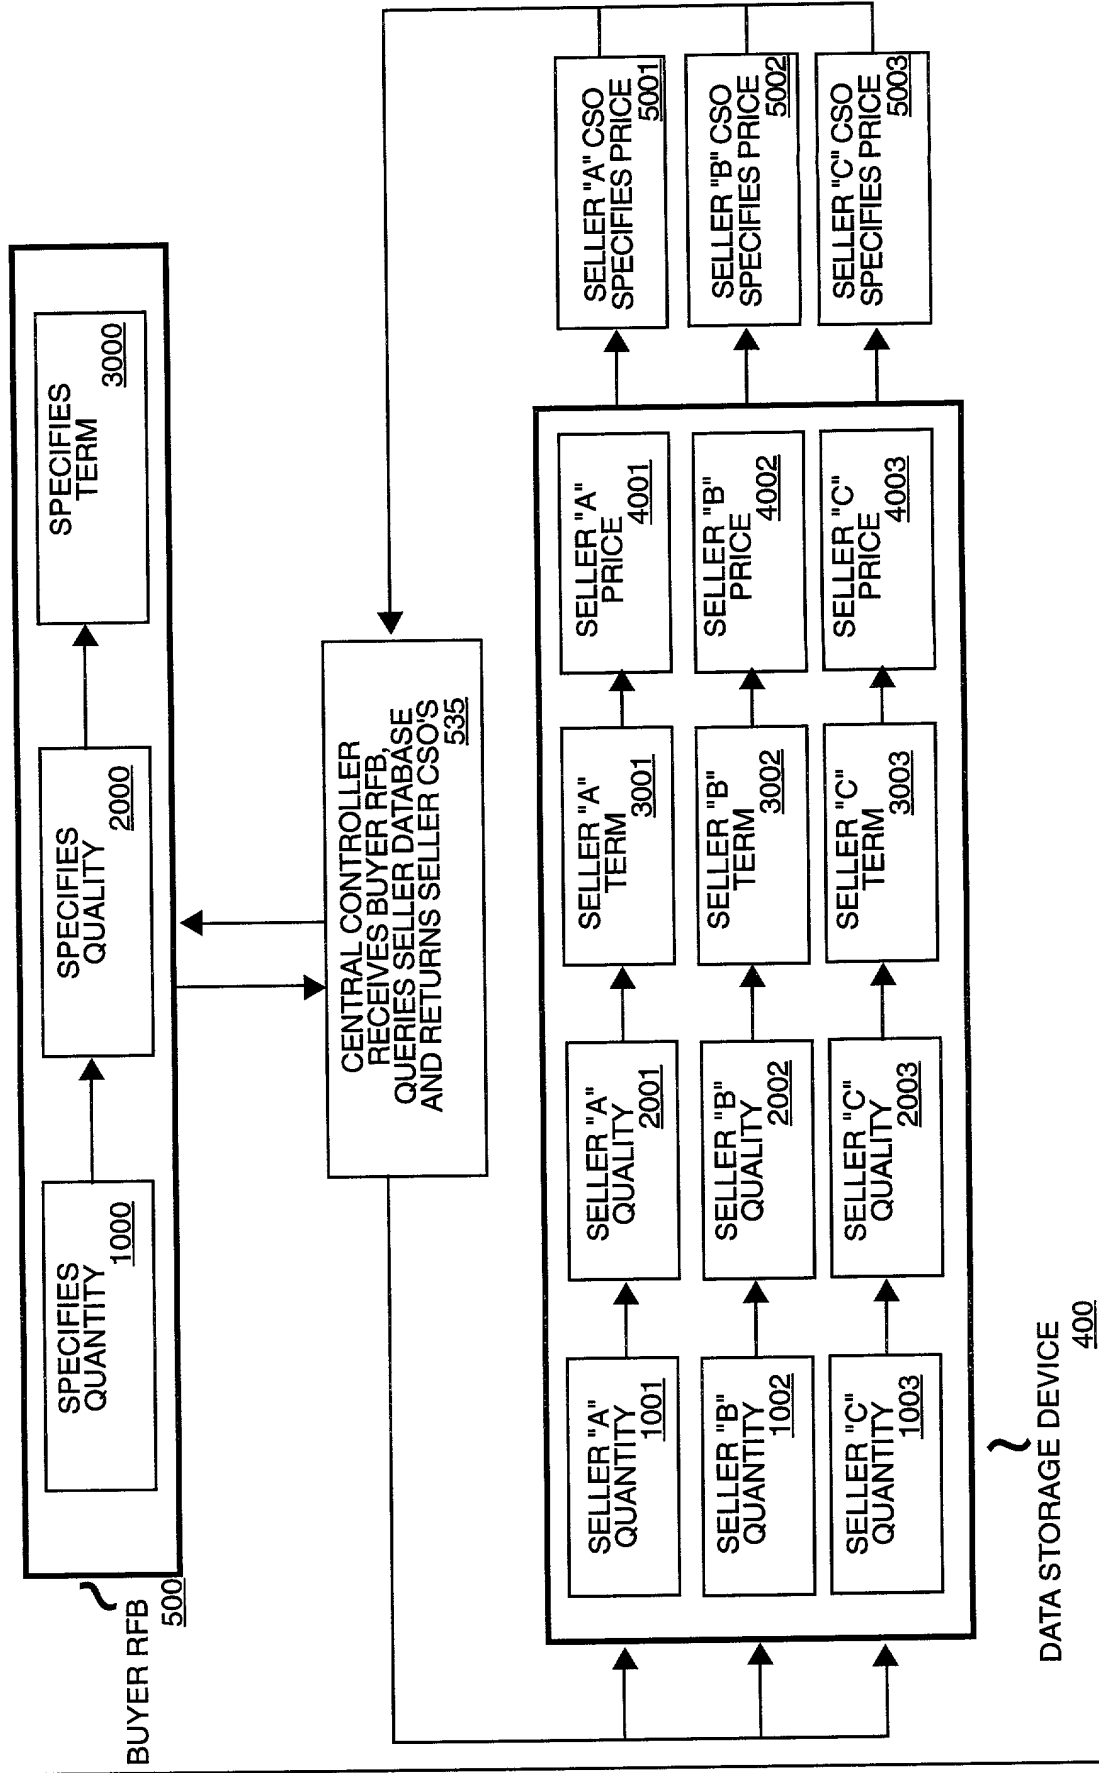 BUYER RFB
500
SPECIFIES
QUANTITY
1000
SPECIFIES
QUALITY
2000
SPECIFIES
TERM
3000
CENTRAL CONTROLLER
RECEIVES BUYER RFB,
QUERIES SELLER DATABASE
AND RETURNS SELLER CSO'S
535
SELLER "A"
QUANTITY
1001
SELLER "A"
QUALITY
2001
SELLER "A"
TERM
3001
SELLER "A"
PRICE
4001
SELLER "A" CSO
SPECIFIES PRICE
5001
SELLER "B"
QUANTITY
1002
SELLER "B"
QUALITY
2002
SELLER "B"
TERM
3002
SELLER "B"
PRICE
4002
SELLER "B" CSO
SPECIFIES PRICE
5002
SELLER "C"
QUANTITY
1003
SELLER "C"
QUALITY
2003
SELLER "C"
TERM
3003
SELLER "C"
PRICE
4003
SELLER "C" CSO
SPECIFIES PRICE
5003
DATA STORAGE DEVICE
400